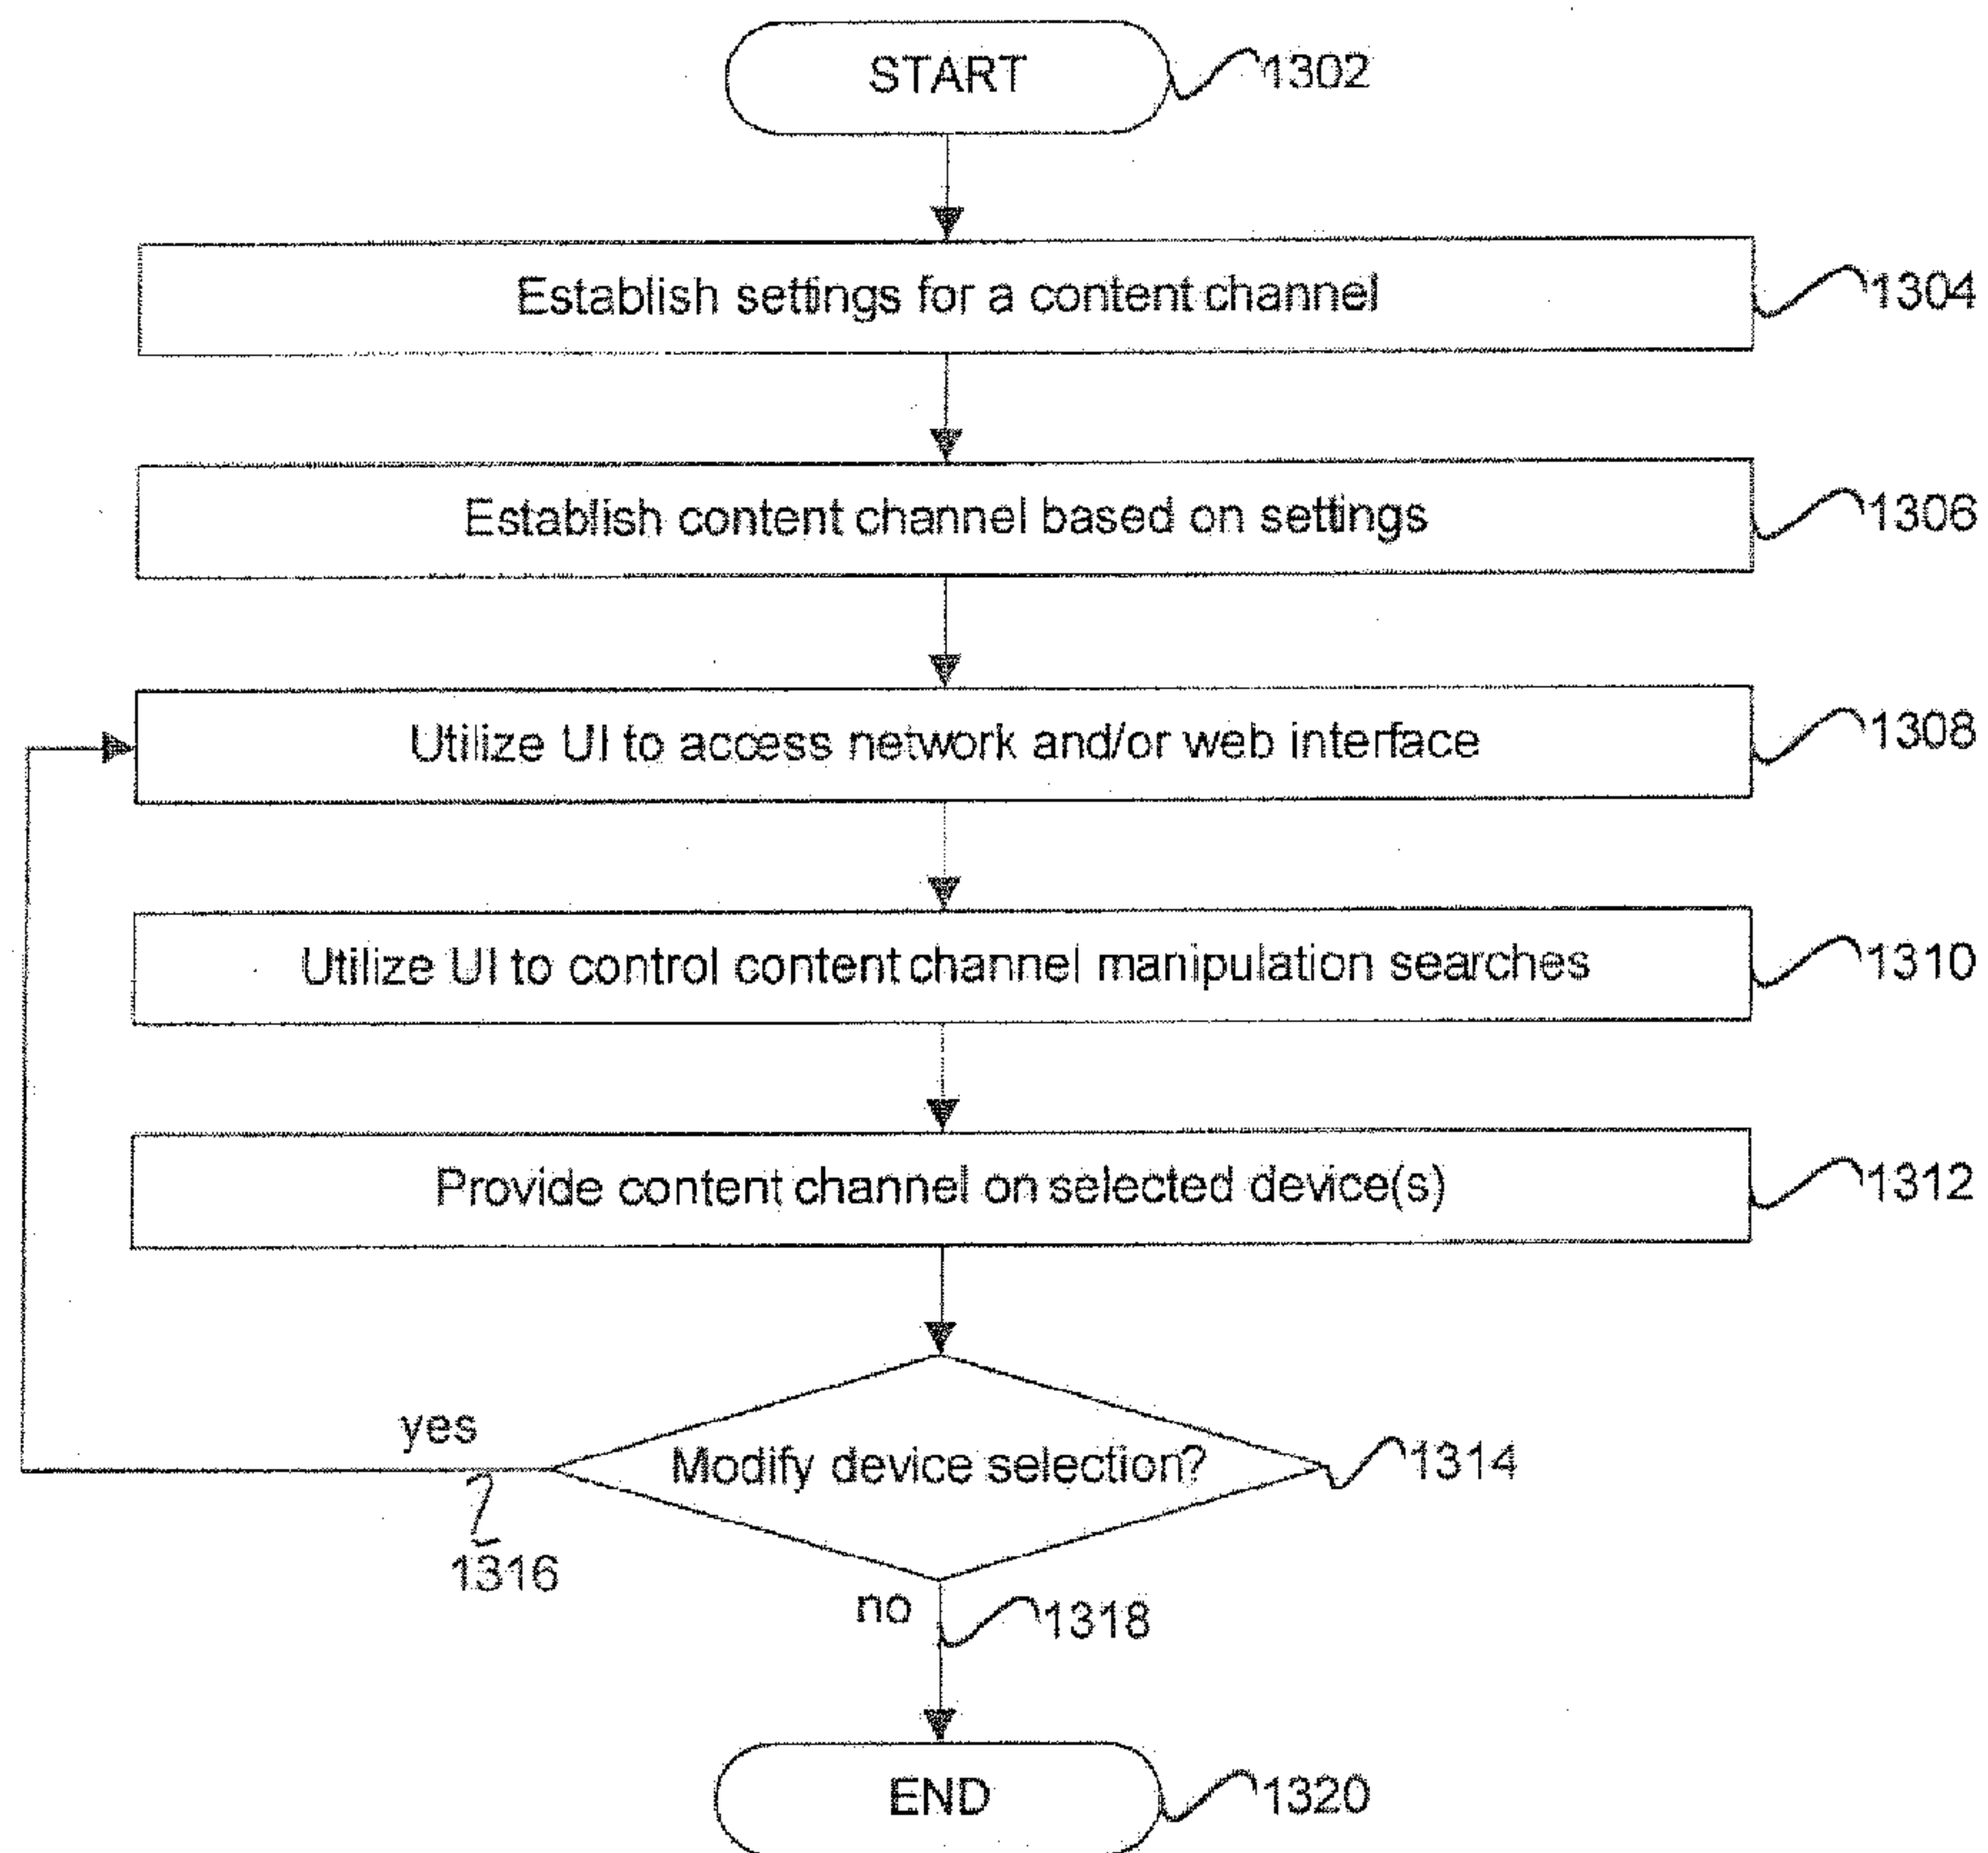 START
1302
Establish settings for a content channel
1304
Establish content channel based on settings
1306
Utilize UI to access network and/or web interface
1308
Utilize UI to control content channel manipulation searches
1310
Provide content channel on selected device(s)
1312
yes
Modify device selection?
1314
1316
no
1318
END
1320